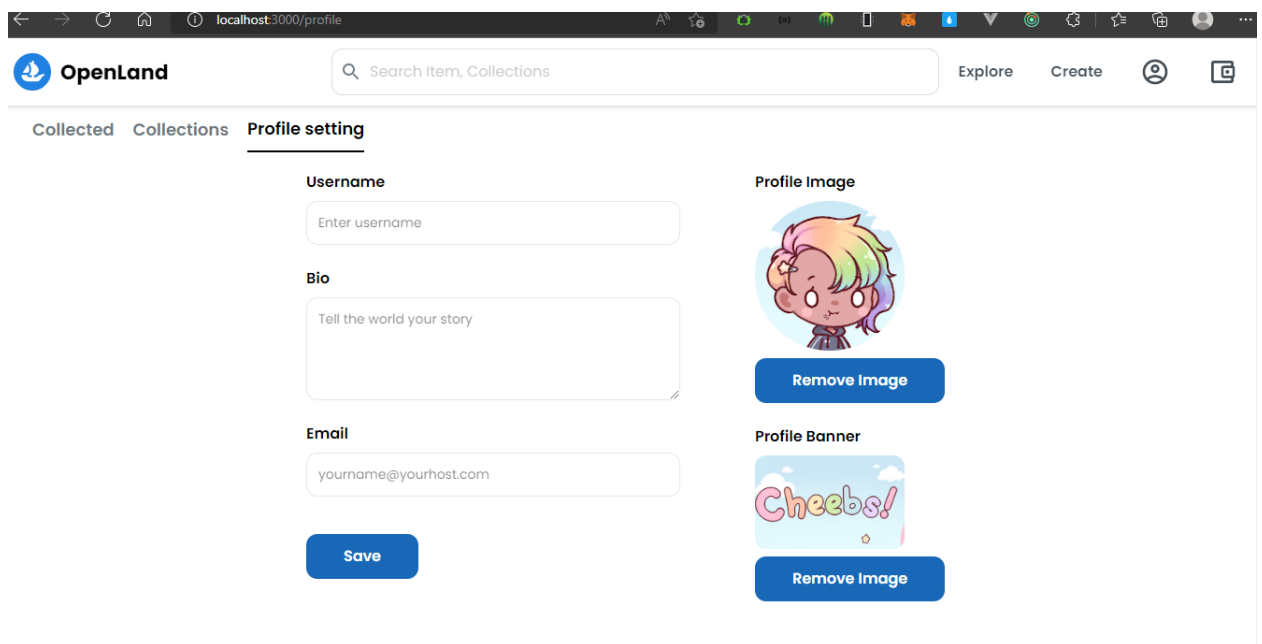 localhost:3000/profile
OpenLand
Search Item, Collections
Explore
Create
Collected
Collections
Profile setting
Username
Enter username
Bio
Tell the world your story
Email
yourname@yourhost.com
Save
Profile Image
Remove Image
Profile Banner
Cheebs!
Remove Image